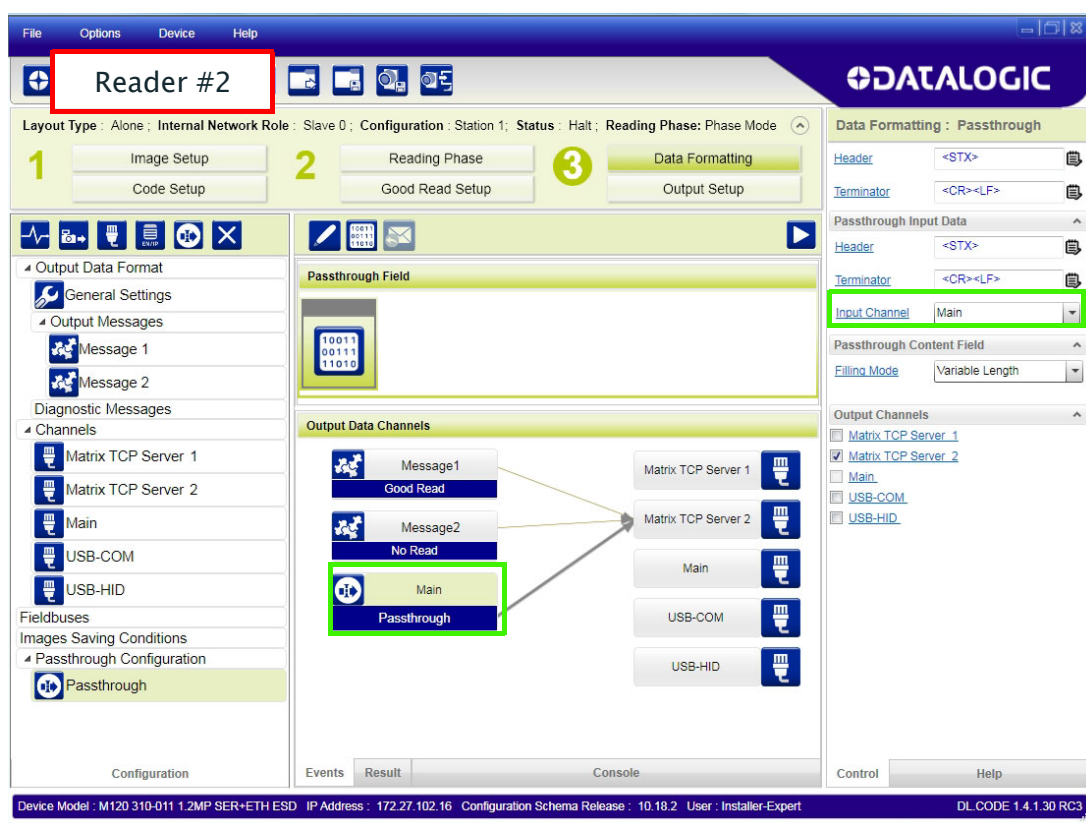 File Options Device Help
Reader #2
DATALOGIC
Layout Type : Alone ; Internal Network Role : Slave 0 ; Configuration : Station 1; Status : Halt ; Reading Phase: Phase Mode
1 Image Setup 2 Reading Phase 3 Data Formatting
Code Setup Good Read Setup Output Setup
EN/IP
Output Data Format
General Settings
Output Messages
Message 1
Message 2
Diagnostic Messages
Channels
Matrix TCP Server 1
Matrix TCP Server 2
Main
USB-COM
USB-HID
Fieldbuses
Images Saving Conditions
Passthrough Configuration
Passthrough
Configuration
10011
00111
11010
Passthrough Field
10011
00111
11010
Output Data Channels
Message1
Good Read
Message2
No Read
Main
Passthrough
Matrix TCP Server 1
Matrix TCP Server 2
Main
USB-COM
USB-HID
Events Result Console
Data Formatting : Passthrough
Header <STX>
Terminator <CR><LF>
Passthrough Input Data
Header <STX>
Terminator <CR><LF>
Input Channel Main
Passthrough Content Field
Filling Mode Variable Length
Output Channels
Matrix TCP Server 1
Matrix TCP Server 2
Main
USB-COM
USB-HID
Control Help
Device Model : M120 310-011 1.2MP SER+ETH ESD IP Address : 172.27.102.16 Configuration Schema Release : 10.18.2 User : Installer-Expert DL.CODE 1.4.1.30 RC3